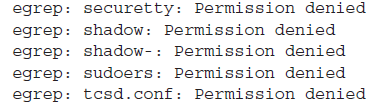 egrep: securetty: Permission denied
egrep: shadow: Permission denied
egrep: shadow-: Permission denied
egrep: sudoers: Permission denied
egrep: tcsd.conf: Permission denied